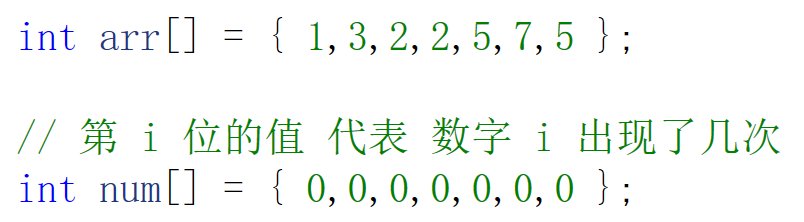 int arr[] = { 1,3,2,2,5,7,5 };
// 第 i 位的值 代表 数字 i 出现了几次
int num[] = { 0,0,0,0,0,0,0 };